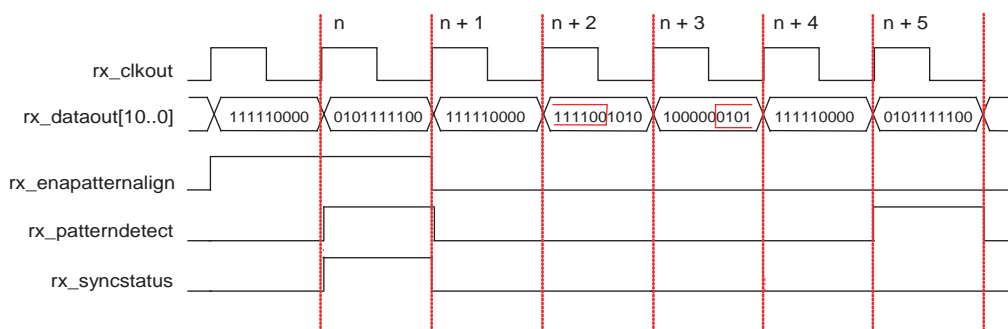 n n + 1 n + 2 n + 3 n + 4 n + 5
rx_clkout
rx_dataout[10..0] 111110000 0101111100 111110000 1111001010 1000000101 111110000 0101111100
rx_enapatternalign
rx_patterndetect
rx_syncstatus